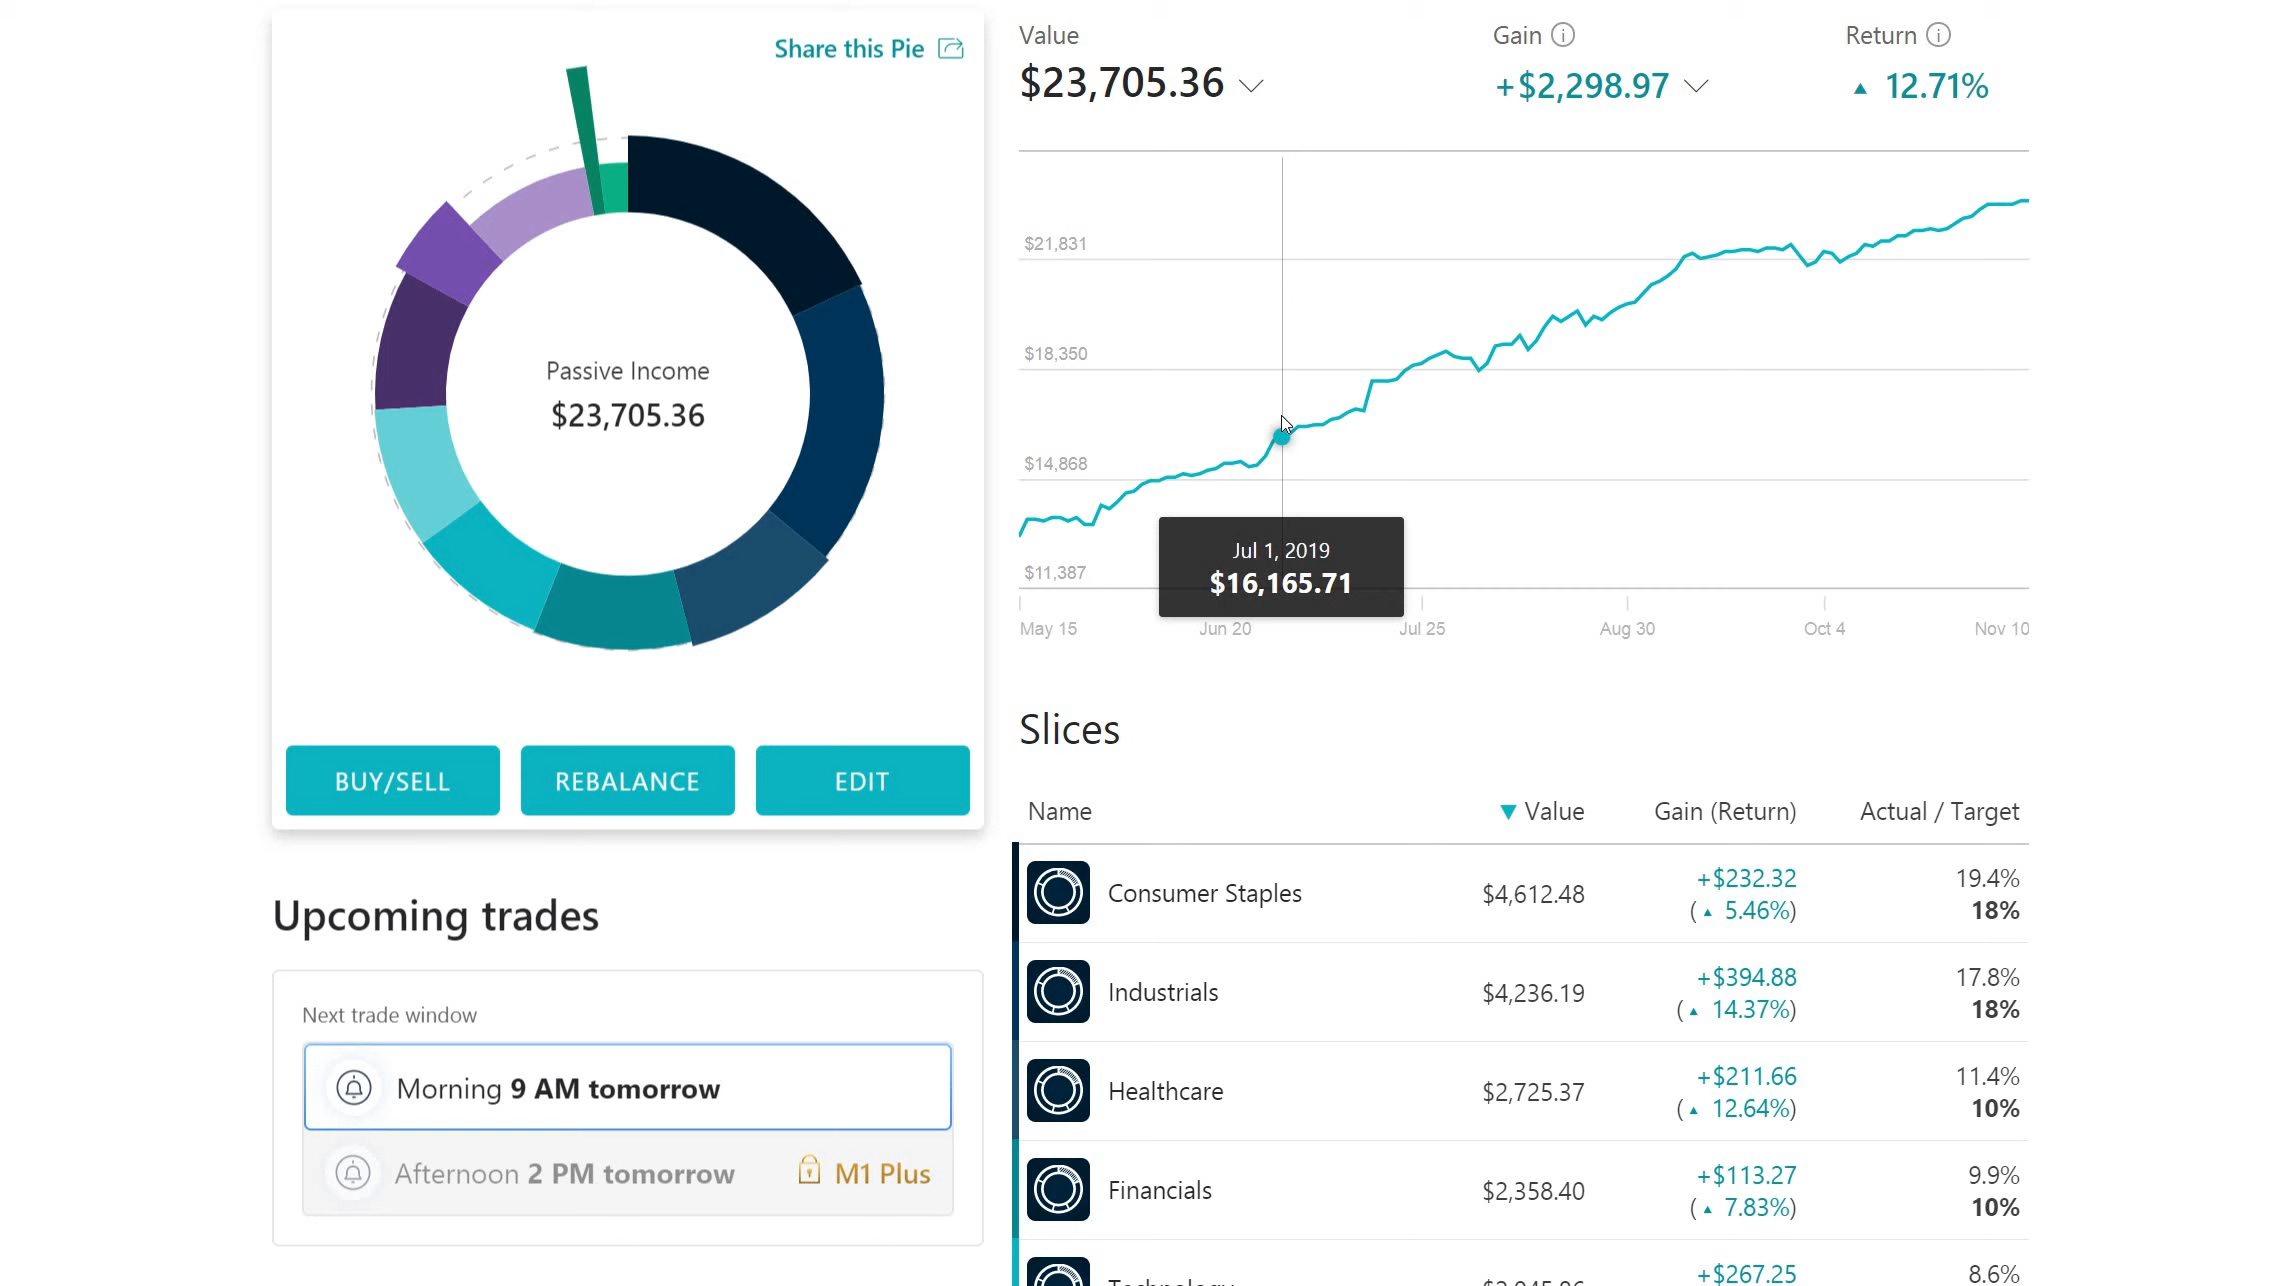 Share this Pie
Passive Income
$23,705.36
BUY/SELL
REBALANCE
EDIT
Upcoming trades
Next trade window
Morning 9 AM tomorrow
Afternoon 2 PM tomorrow
M1 Plus
Value
$23,705.36
Gain
+$2,298.97
Return
▲ 12.71%
$21,831
$18,350
$14,868
$11,387
Jul 1, 2019
$16,165.71
May 15
Jun 20
Jul 25
Aug 30
Oct 4
Nov 10
Slices
Name
▼ Value
Gain (Return)
Actual / Target
Consumer Staples
$4,612.48
+$232.32
(▲ 5.46%)
19.4%
18%
Industrials
$4,236.19
+$394.88
(▲ 14.37%)
17.8%
18%
Healthcare
$2,725.37
+$211.66
(▲ 12.64%)
11.4%
10%
Financials
$2,358.40
+$113.27
(▲ 7.83%)
9.9%
10%
+$267.25
8.6%